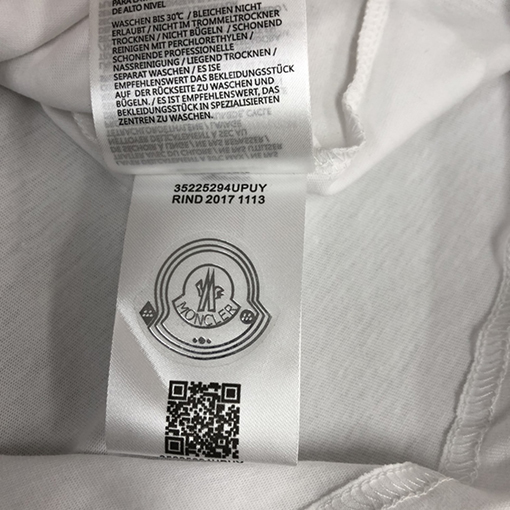 DE ALTO NIVEL
WASCHEN BIS 30℃ / BLEICHEN NICHT
ERLAUBT / NICHT IM TROMMELTROCKNER
TROCKNEN / NICHT BÜGELN / SCHONEND
REINIGEN MIT PERCHLORETHYLEN /
SCHONENDE PROFESSIONELLE
NASSREINIGUNG / LIEGEND TROCKNEN /
SEPARAT WASCHEN / ES ISE
EMPFEHLENSWERT DAS BEKLEIDUNGSSTÜCK
AUF DER RÜCKSEITE ZU WASCHEN UND
BÜGELN. / ES IST EMPFEHLENSWERT, DAS
BEKLEIDUNGSSTÜCK IN SPEZIALISIERTEN
ZENTREN ZU WASCHEN.
35225294UPUY
RIND 2017 1113
MONCLER